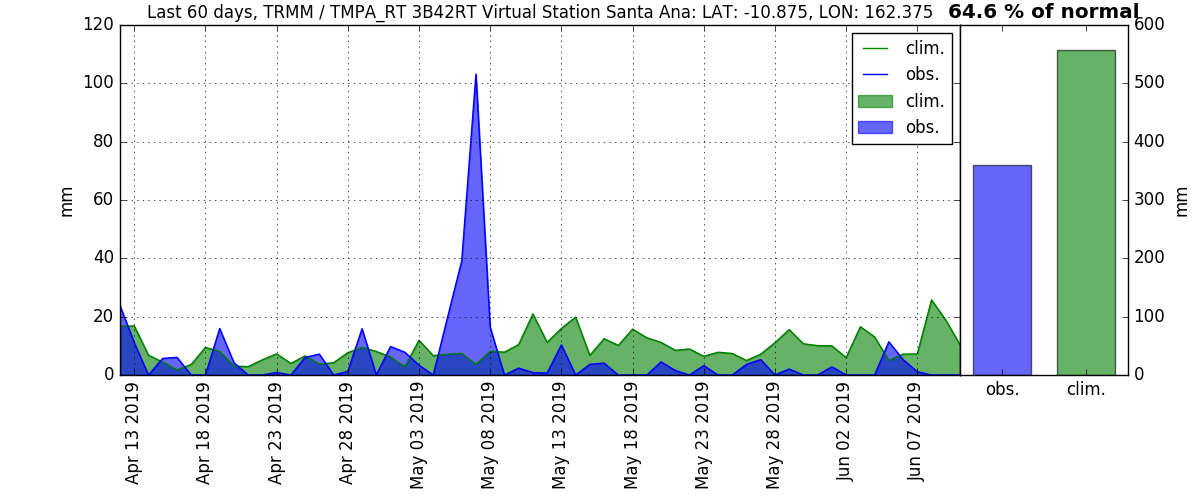 Last 60 days, TRMM / TMPA_RT 3B42RT Virtual Station Santa Ana: LAT: -10.875, LON: 162.375 64.6 % of normal
120
100
80
60
40
20
0
mm
clim.
obs.
clim.
obs.
600
500
400
300
200
100
0
mm
Apr 13 2019
Apr 18 2019
Apr 23 2019
Apr 28 2019
May 03 2019
May 08 2019
May 13 2019
May 18 2019
May 23 2019
May 28 2019
Jun 02 2019
Jun 07 2019
obs.
clim.